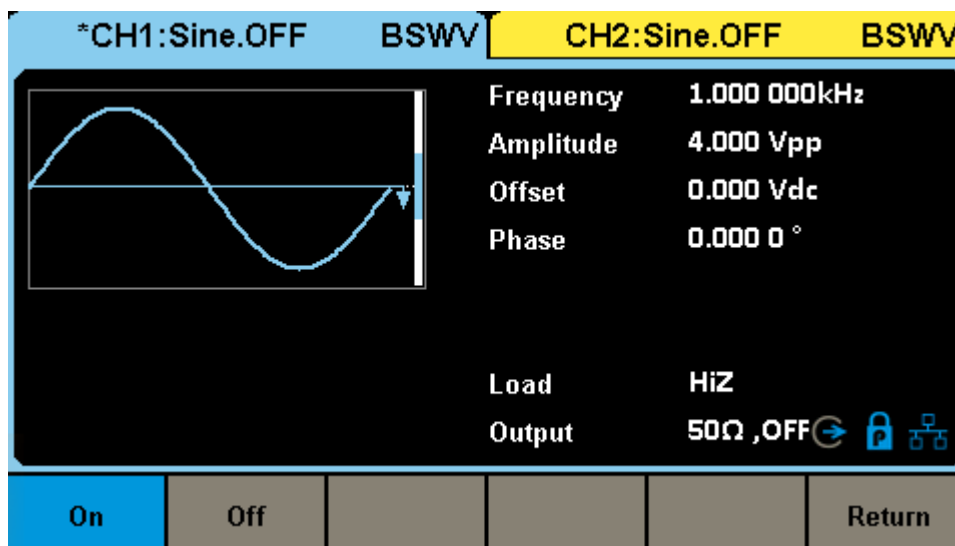 *CH1:Sine.OFF BSWV CH2:Sine.OFF BSWV
Frequency 1.000 000kHz
Amplitude 4.000 Vpp
Offset 0.000 Vdc
Phase 0.000 0 °
Load HiZ
Output 50Ω ,OFF P
On Off Return